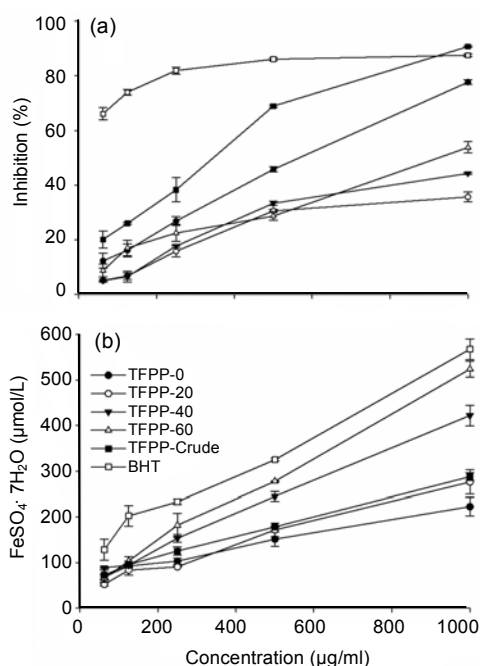 (a)
100
80
60
40
20
0
Inhibition (%)
(b)
TFPP-0
TFPP-20
TFPP-40
TFPP-60
TFPP-Crude
BHT
600
500
400
300
200
100
0
FeSO₄· 7H₂O (μmol/L)
0 200 400 600 800 1000
Concentration (μg/ml)